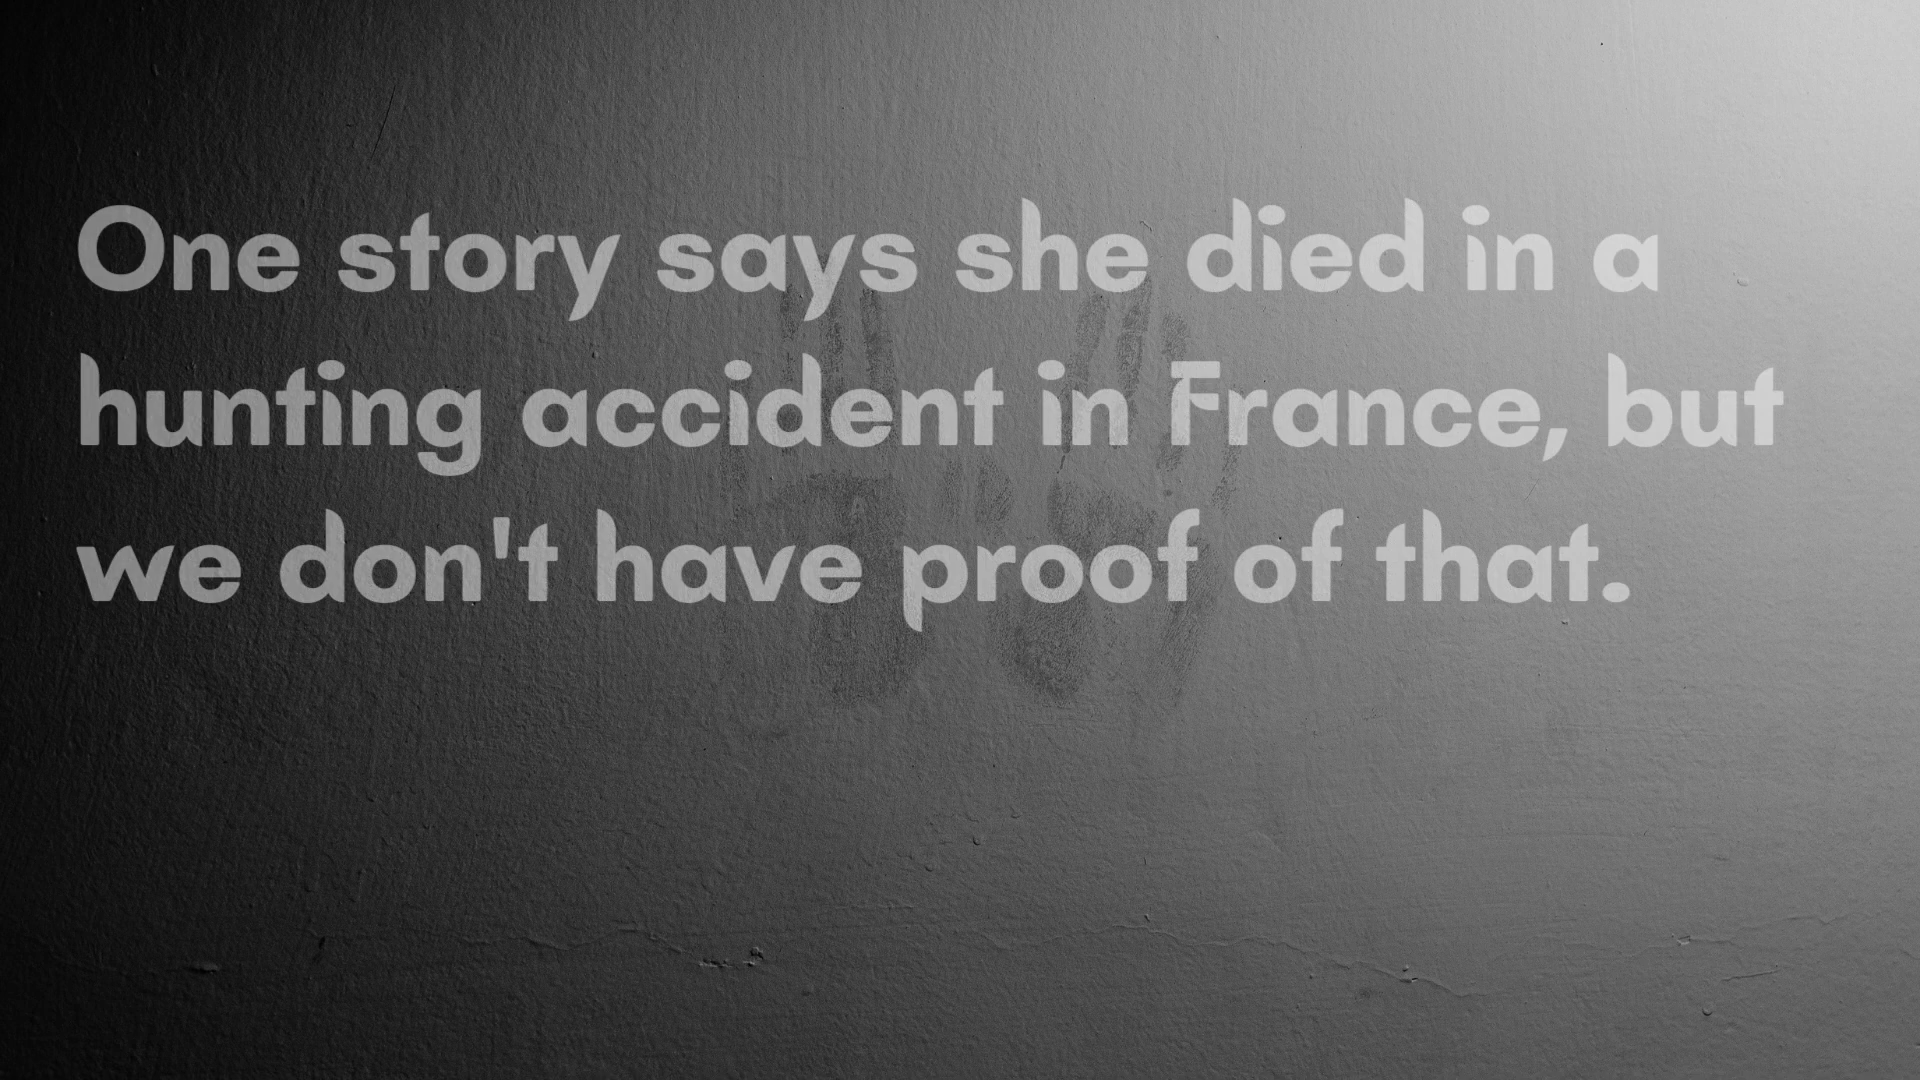 One story says she died in a
hunting accident in France, but
we don't have proof of that.